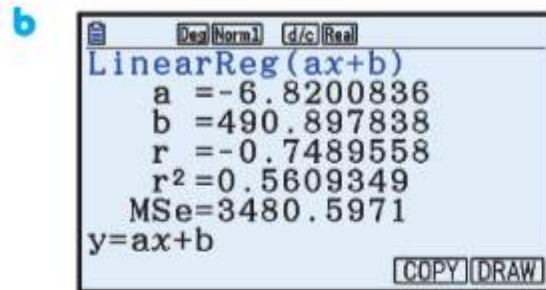 b
Deg Norm1 d/c Real
LinearReg(ax+b)
a =-6.8200836
b =490.897838
r =-0.7489558
r²=0.5609349
MSe=3480.5971
y=ax+b
COPY DRAW